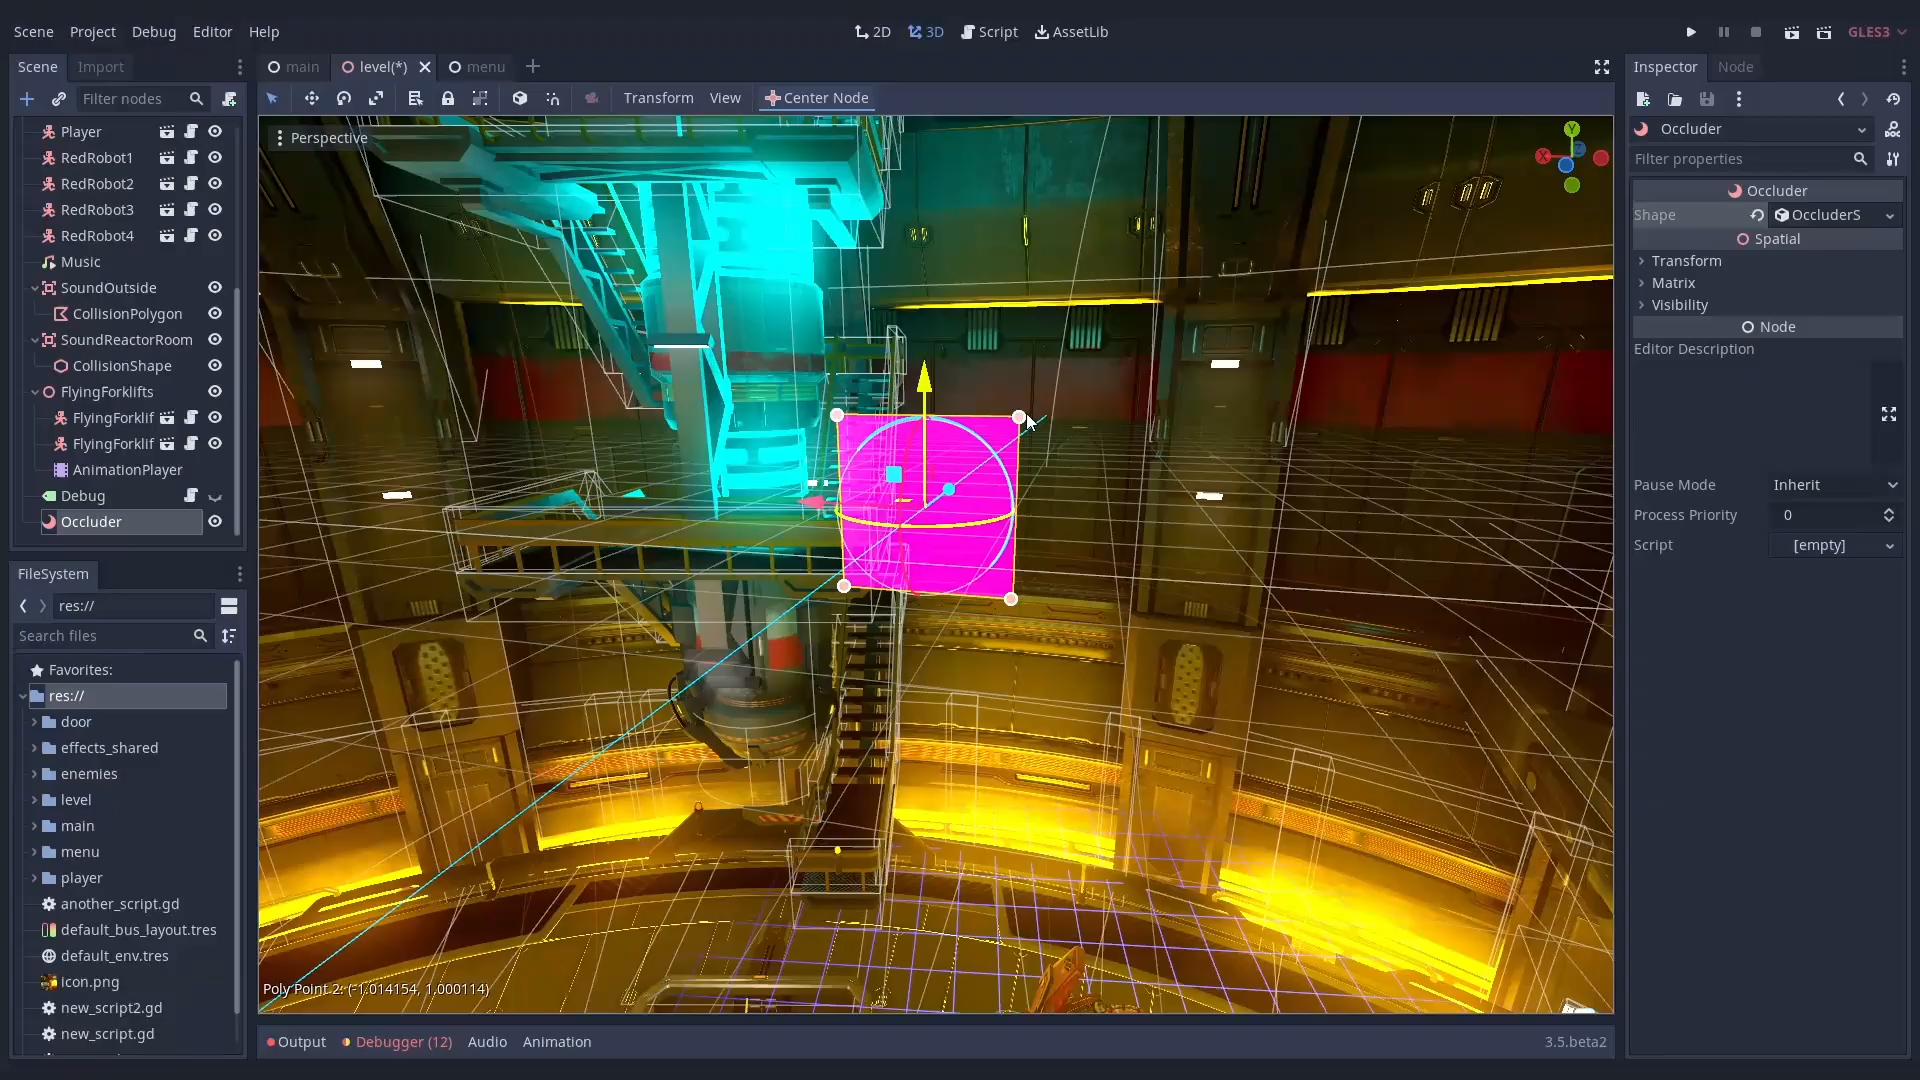 Scene Project Debug Editor Help
2D 3D Script AssetLib
GLES3
Scene Import
main level(*) menu
Inspector Node
Filter nodes
Transform View Center Node
Player
RedRobot1
RedRobot2
RedRobot3
RedRobot4
Music
SoundOutside
CollisionPolygon
SoundReactorRoom
CollisionShape
FlyingForklifts
FlyingForklif
FlyingForklif
AnimationPlayer
Debug
Occluder
FileSystem
res://
Search files
Favorites:
res://
door
effects_shared
enemies
level
main
menu
player
another_script.gd
default_bus_layout.tres
default_env.tres
icon.png
new_script2.gd
new_script.gd
Perspective
Y
X
Poly Point 2: (-1.014154, 1.000114)
Output Debugger (12) Audio Animation
3.5.beta2
Occluder
Filter properties
Occluder
Shape OccluderS
Spatial
Transform
Matrix
Visibility
Node
Editor Description
Pause Mode Inherit
Process Priority 0
Script [empty]